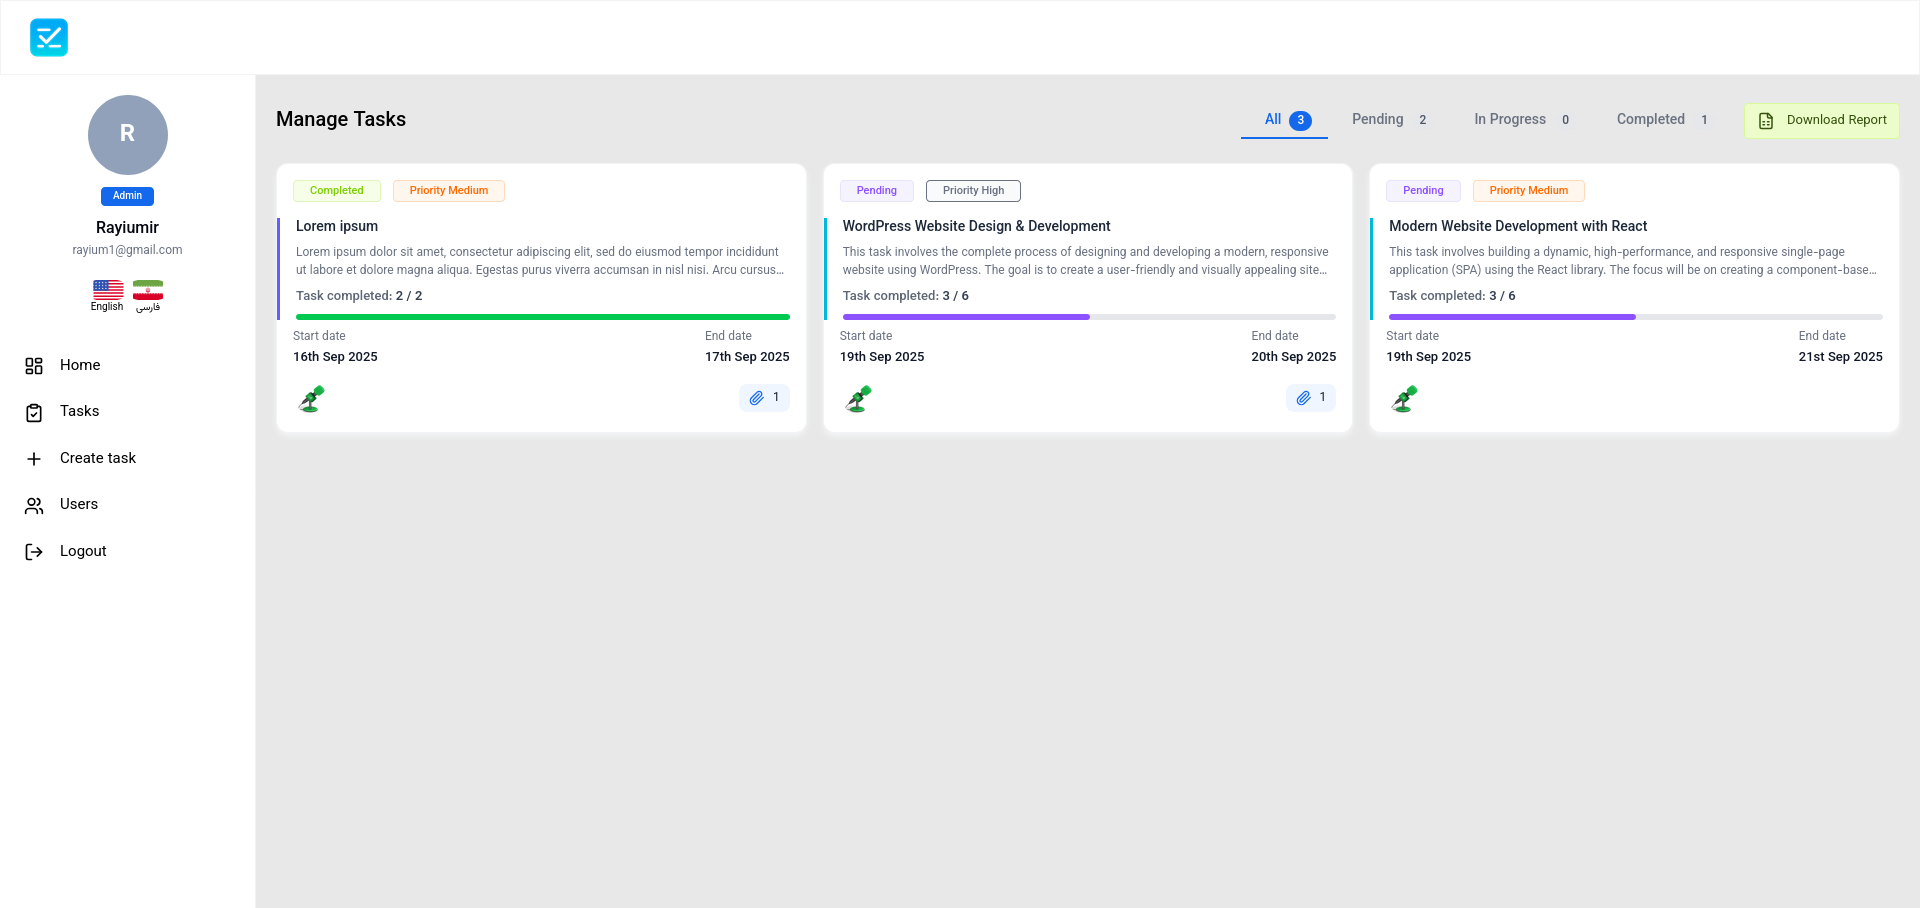 R
Admin
Rayiumir
rayium1@gmail.com
English
فارسی
Home
Tasks
Create task
Users
Logout
Manage Tasks
All 3
Pending 2
In Progress 0
Completed 1
Download Report
Completed
Priority Medium
Lorem ipsum
Lorem ipsum dolor sit amet, consectetur adipiscing elit, sed do eiusmod tempor incididunt
ut labore et dolore magna aliqua. Egestas purus viverra accumsan in nisl nisi. Arcu cursus...
Task completed: 2 / 2
Start date
End date
16th Sep 2025
17th Sep 2025
1
Pending
Priority High
WordPress Website Design & Development
This task involves the complete process of designing and developing a modern, responsive
website using WordPress. The goal is to create a user-friendly and visually appealing site...
Task completed: 3 / 6
Start date
End date
19th Sep 2025
20th Sep 2025
1
Pending
Priority Medium
Modern Website Development with React
This task involves building a dynamic, high-performance, and responsive single-page
application (SPA) using the React library. The focus will be on creating a component-base...
Task completed: 3 / 6
Start date
End date
19th Sep 2025
21st Sep 2025